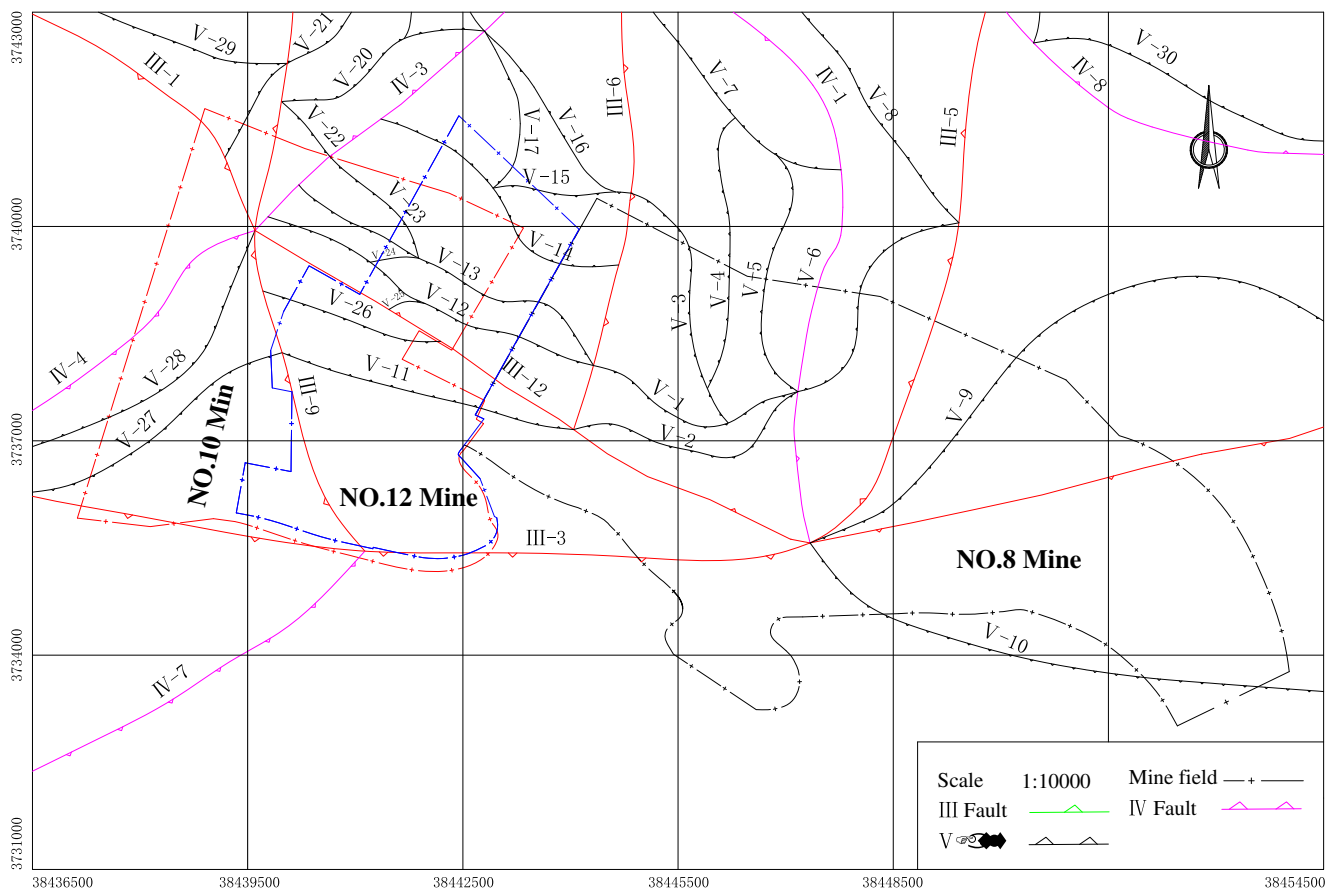 3743000
3740000
3737000
3734000
3731000
38436500
38439500
38442500
38445500
38448500
38454500
V-29
V-21
V-20
III-1
IV-3
V-22
V-17
V-16
III-6
V-7
IV-1
V-8
III-5
IV-8
V-30
V-15
V-23
V-24
V-13
V-14
V-25
V-12
V-26
V-11
III-12
V-3
V-4
V-5
V-6
V-1
V-2
V-9
IV-4
V-28
V-27
III-9
NO.10 Min
NO.12 Mine
III-3
NO.8 Mine
V-10
IV-7
Scale 1:10000 Mine field
III Fault IV Fault
V